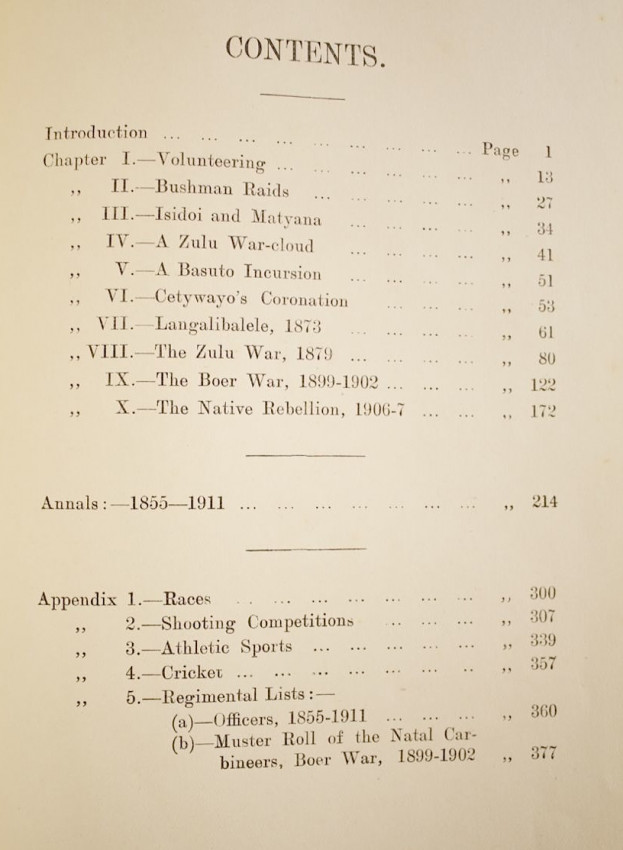 CONTENTS.
Introduction ... ... ... ... ... ... ... ... ... Page 1
Chapter I.—Volunteering ... ... ... ... ... ... ,, 13
,, II.—Bushman Raids ... ... ... ... ... ,, 27
,, III.—Isidoi and Matyana ... ... ... ... ,, 34
,, IV.—A Zulu War-cloud ... ... ... ... ,, 41
,, V.—A Basuto Incursion ... ... ... ... ,, 51
,, VI.—Cetywayo's Coronation ... ... ... ,, 53
,, VII.—Langalibalele, 1873 ... ... ... ... ,, 61
,, VIII.—The Zulu War, 1879 ... ... ... ... ,, 80
,, IX.—The Boer War, 1899-1902 ... ... ... ,, 122
,, X.—The Native Rebellion, 1906-7 ... ... ,, 172
Annals:—1855—1911 ... ... ... ... ... ... ... ,, 214
Appendix 1.—Races ... ... ... ... ... ... ... ,, 300
,, 2.—Shooting Competitions ... ... ... ,, 307
,, 3.—Athletic Sports ... ... ... ... ... ,, 339
,, 4.—Cricket ... ... ... ... ... ... ... ,, 357
,, 5.—Regimental Lists:—
(a)—Officers, 1855-1911 ... ... ... ,, 360
(b)—Muster Roll of the Natal Car-
bineers, Boer War, 1899-1902 ,, 377